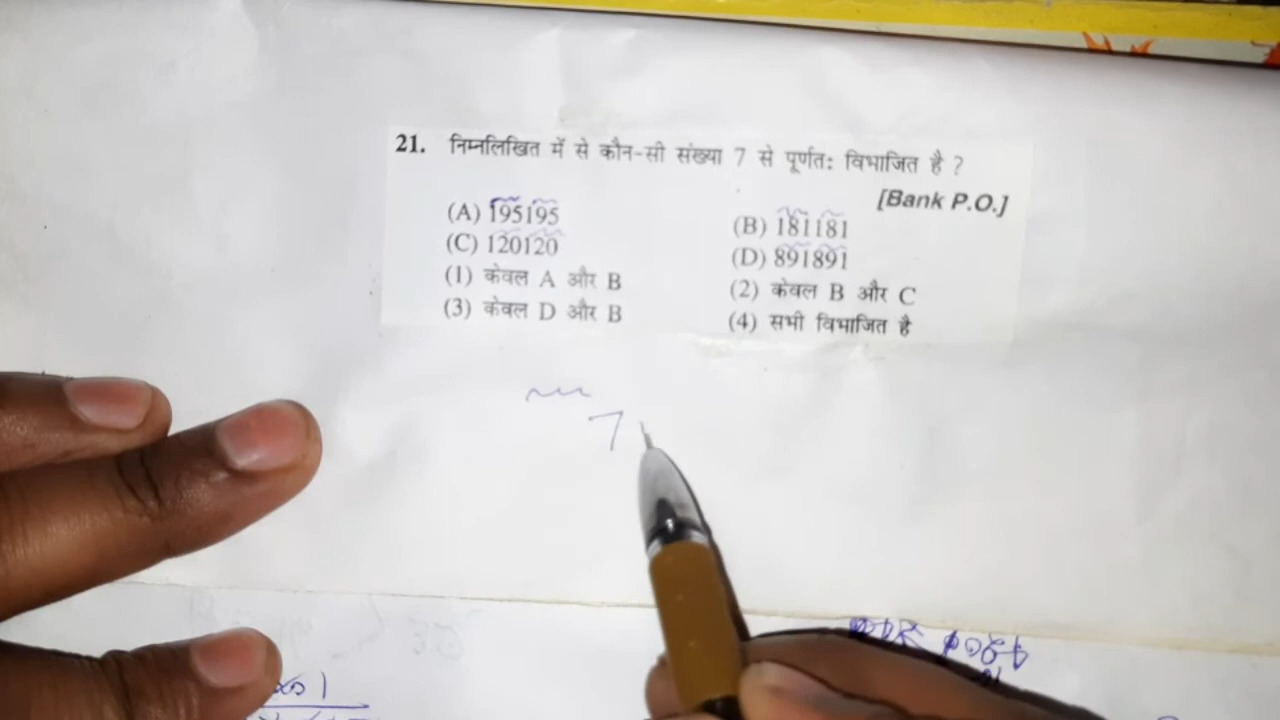 21. निम्नलिखित में से कौन-सी संख्या 7 से पूर्णतः विभाजित है ?
[Bank P.O.]
(A) 195195 (B) 181181
(C) 120120 (D) 891891
(1) केवल A और B (2) केवल B और C
(3) केवल D और B (4) सभी विभाजित है
7